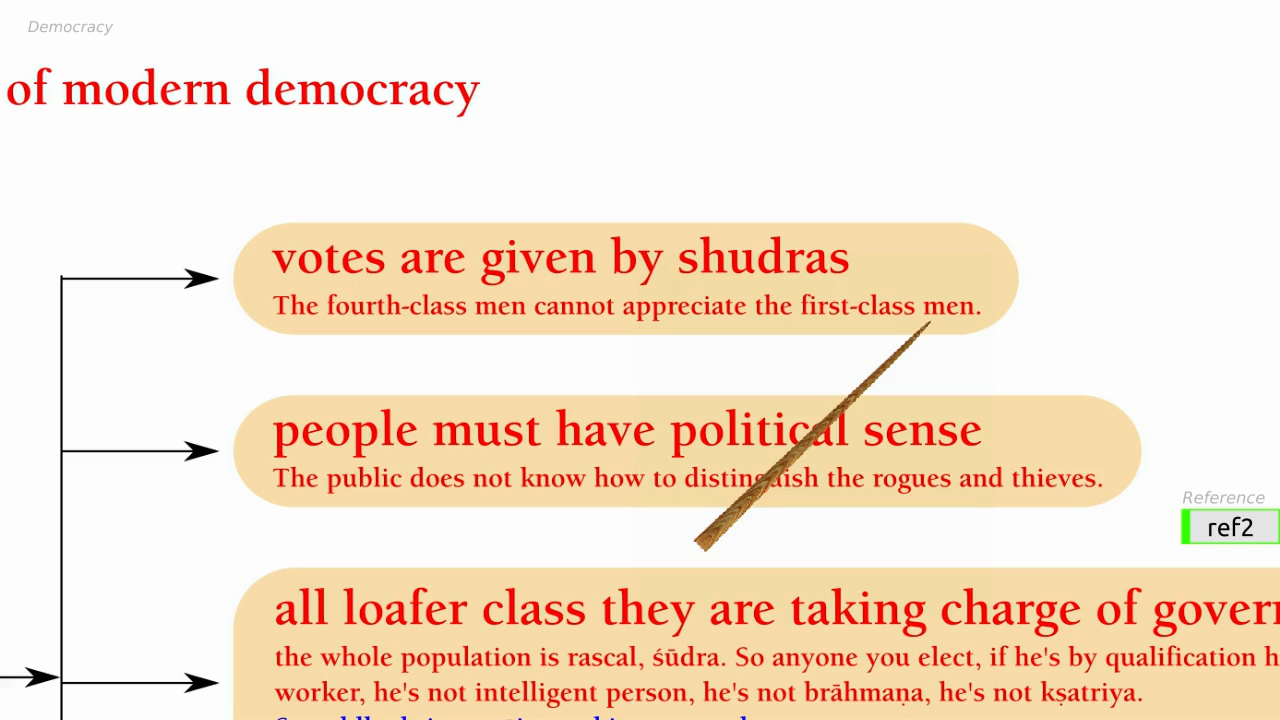 Democracy
of modern democracy
votes are given by shudras
The fourth-class men cannot appreciate the first-class men.
people must have political sense
The public does not know how to distinguish the rogues and thieves.
Reference
ref2
all loafer class they are taking charge of
the whole population is rascal, śūdra. So anyone you elect, if he's by qualification
worker, he's not intelligent person, he's not brāhmaṇa, he's not kṣatriya.